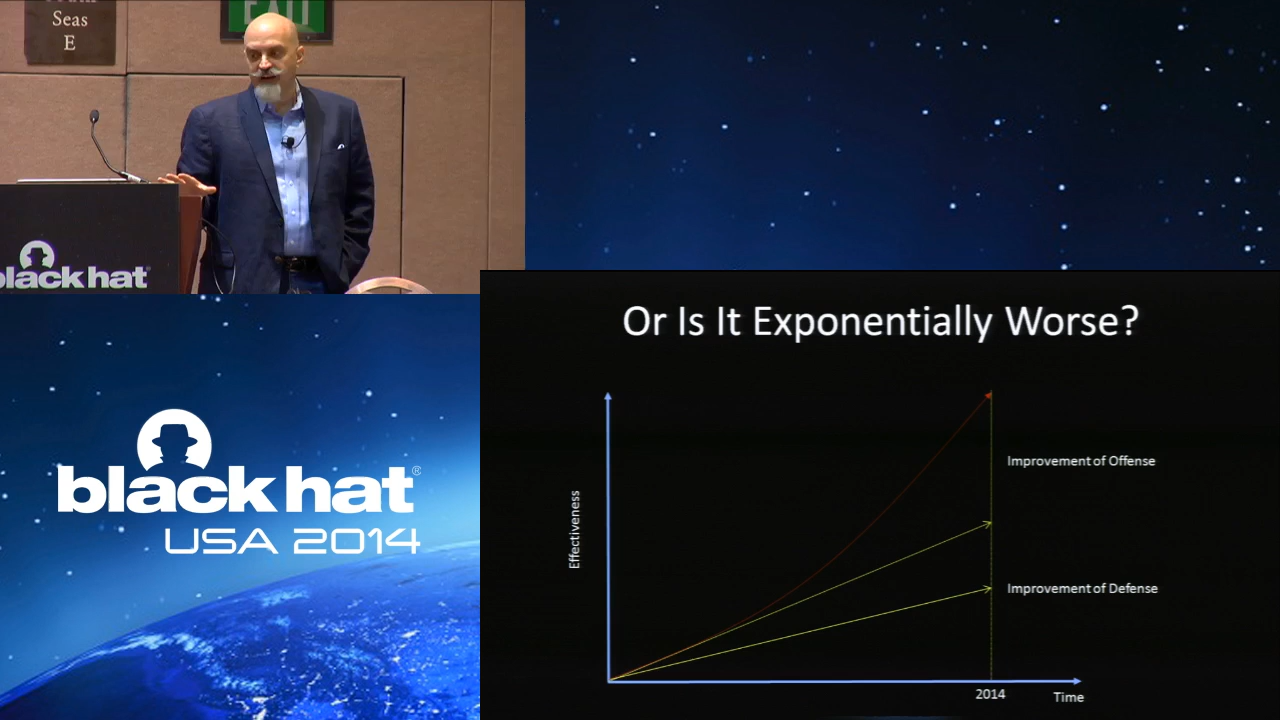 Seas
E
EXIT
black hat
Or Is It Exponentially Worse?
black hat®
USA 2014
Improvement of Offense
Effectiveness
Improvement of Defense
2014
Time